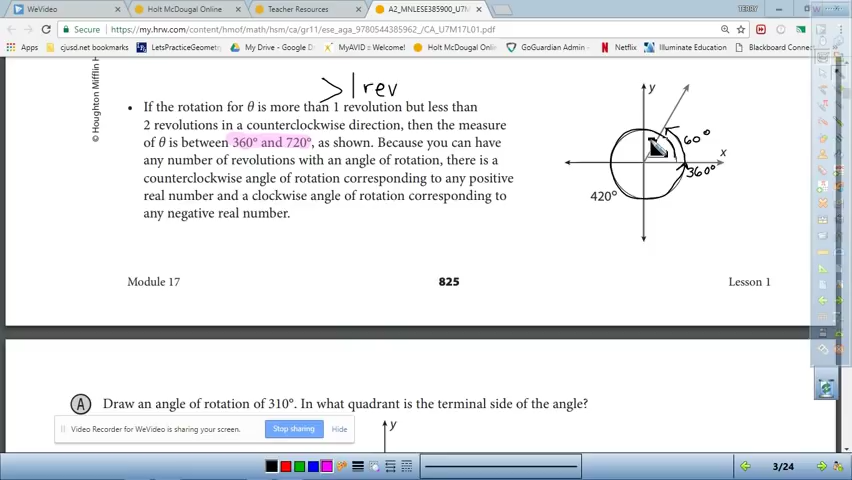 WeVideo
Holt McDougal Online
Teacher Resources
A2_MNLESE385900_U7M
TERRY
Secure
https://my.hrw.com/content/hmof/math/hsm/ca/gr11/ese_aga_9780544385962_/CA_U7M17L01.pdf
Apps
cjusd.net bookmarks
LetsPracticeGeometry
My Drive - Google D
MyAVID :: Welcome!
Holt McDougal Online
GoGuardian Admin
Netflix
Illuminate Education
Blackboard Connect
© Houghton Mifflin H
>1 rev
• If the rotation for θ is more than 1 revolution but less than
2 revolutions in a counterclockwise direction, then the measure
of θ is between 360° and 720°, as shown. Because you can have
any number of revolutions with an angle of rotation, there is a
counterclockwise angle of rotation corresponding to any positive
real number and a clockwise angle of rotation corresponding to
any negative real number.
y
60°
x
360°
420°
Module 17
825
Lesson 1
A Draw an angle of rotation of 310°. In what quadrant is the terminal side of the angle?
y
Video Recorder for WeVideo is sharing your screen.
Stop sharing
Hide
3/24